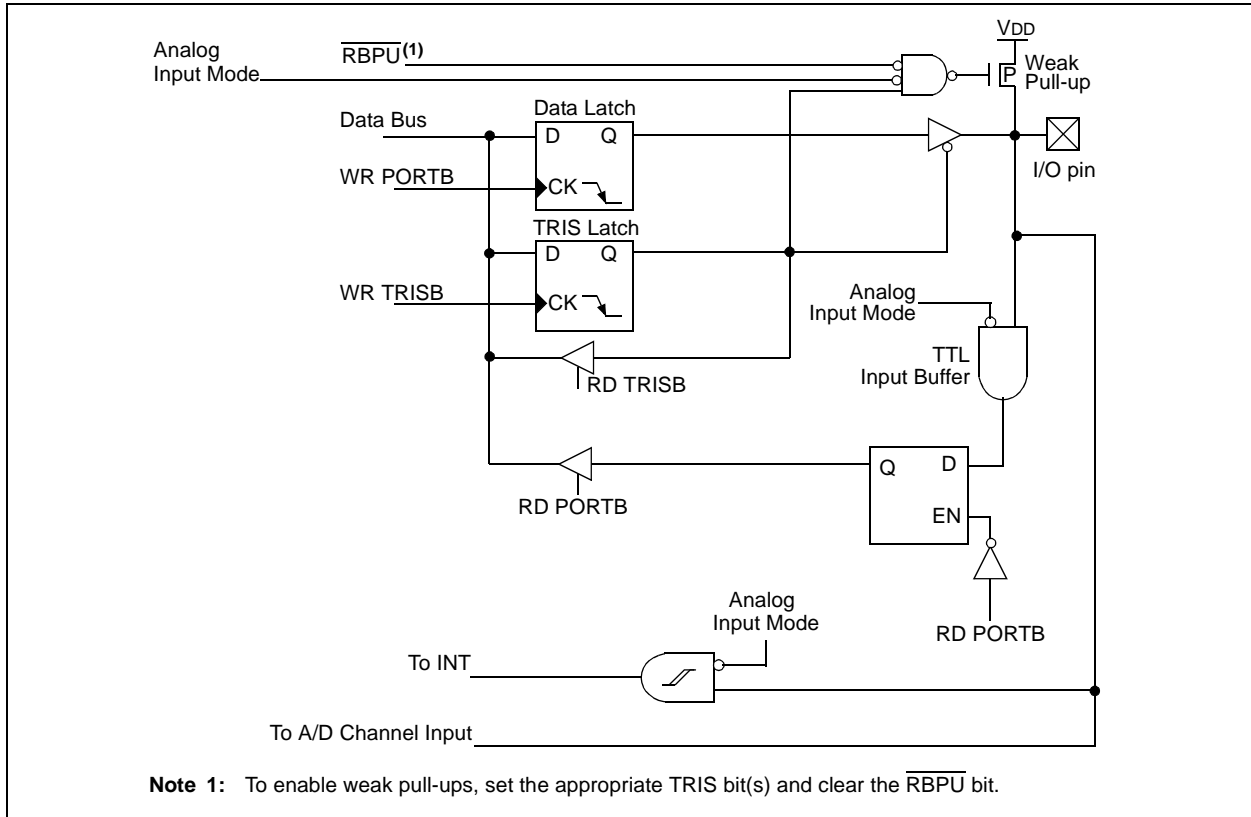 Analog
Input Mode
RBPU(1)
VDD
P
Weak
Pull-up
Data Bus
Data Latch
D Q
WR PORTB
CK
I/O pin
TRIS Latch
D Q
WR TRISB
CK
Analog
Input Mode
TTL
Input Buffer
RD TRISB
Q D
RD PORTB
EN
Analog
Input Mode
RD PORTB
To INT
To A/D Channel Input
Note 1: To enable weak pull-ups, set the appropriate TRIS bit(s) and clear the RBPU bit.